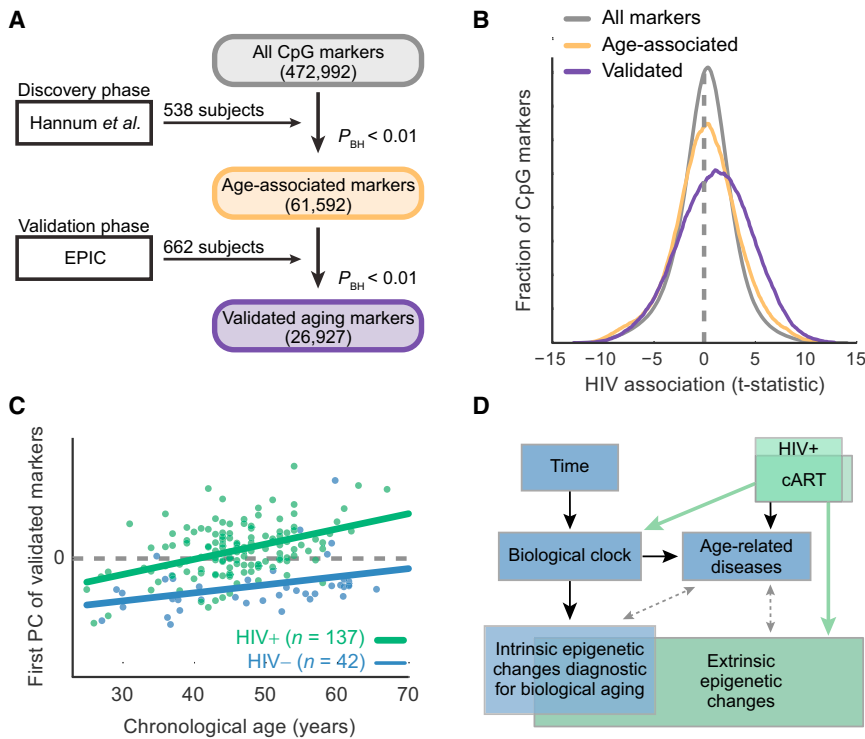 A
All CpG markers
(472,992)
Discovery phase
Hannum et al.
538 subjects
P_BH < 0.01
Age-associated markers
(61,592)
Validation phase
EPIC
662 subjects
P_BH < 0.01
Validated aging markers
(26,927)
B
All markers
Age-associated
Validated
Fraction of CpG markers
−15 −10 −5 0 5 10 15
HIV association (t-statistic)
C
First PC of validated markers
0
HIV+ (n = 137)
HIV− (n = 42)
30 40 50 60 70
Chronological age (years)
D
Time
HIV+
cART
Biological clock
Age-related
diseases
Intrinsic epigenetic
changes diagnostic
for biological aging
Extrinsic
epigenetic
changes